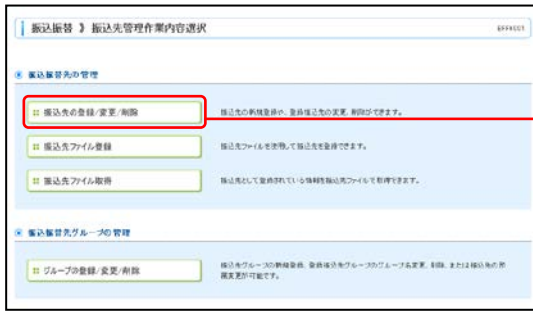 振込振替 》 振込先管理作業内容選択
振込振替先の管理
振込先の登録/変更/削除
振込先の新規登録や、登録振込先の変更、削除ができます。
振込先ファイル登録
振込先ファイルを使用して振込先を登録できます。
振込先ファイル取得
振込先として登録されている情報を振込先ファイルで取得できます。
振込振替先グループの管理
グループの登録/変更/削除
振込先グループの新規登録、登録振込先グループのグループ名変更、削除、または振込先の所
属変更が可能です。